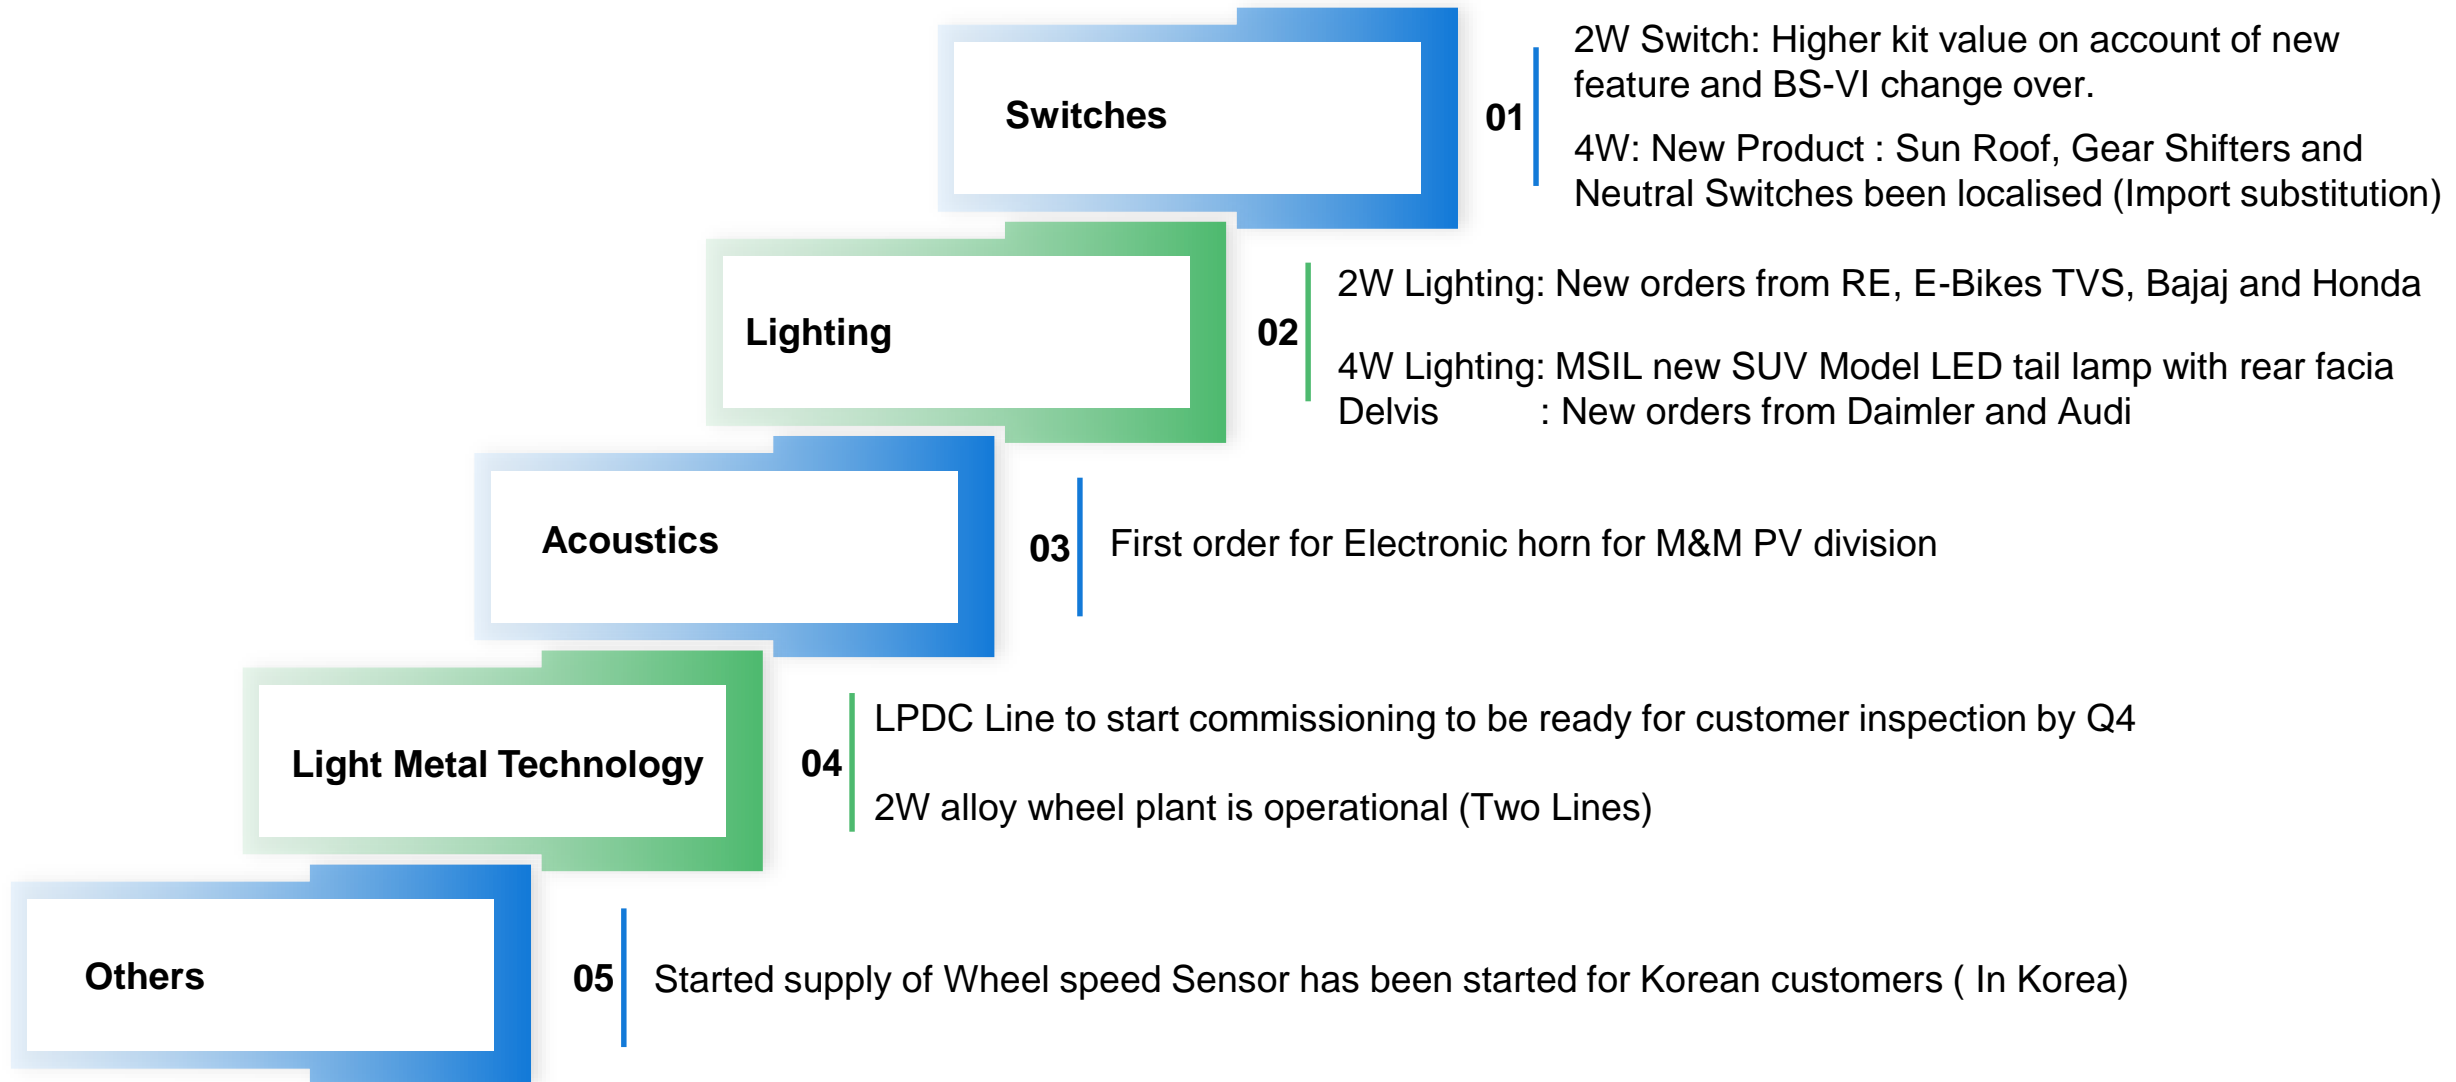 Switches
01
2W Switch: Higher kit value on account of new
feature and BS-VI change over.
4W: New Product : Sun Roof, Gear Shifters and
Neutral Switches been localised (Import substitution)
Lighting
02
2W Lighting: New orders from RE, E-Bikes TVS, Bajaj and Honda
4W Lighting: MSIL new SUV Model LED tail lamp with rear facia
Delvis : New orders from Daimler and Audi
Acoustics
03
First order for Electronic horn for M&M PV division
Light Metal Technology
04
LPDC Line to start commissioning to be ready for customer inspection by Q4
2W alloy wheel plant is operational (Two Lines)
Others
05
Started supply of Wheel speed Sensor has been started for Korean customers ( In Korea)